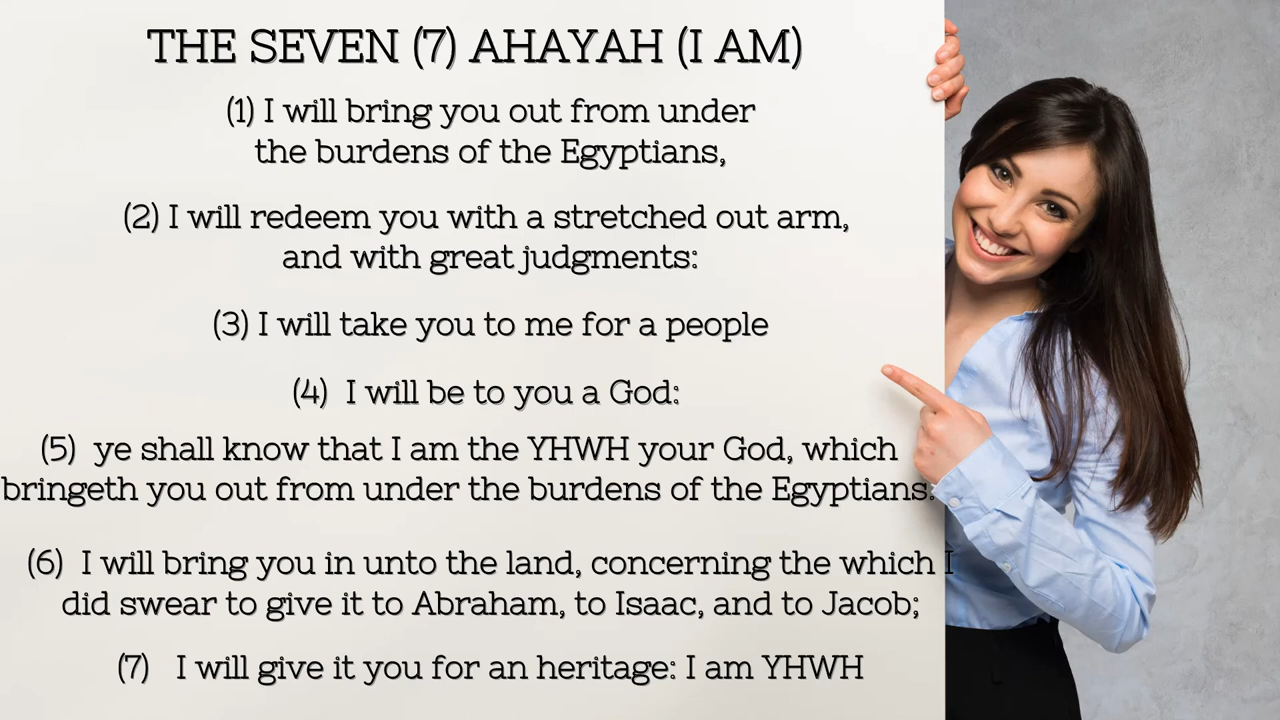 THE SEVEN (7) AHAYAH (I AM)
(1) I will bring you out from under
the burdens of the Egyptians,
(2) I will redeem you with a stretched out arm,
and with great judgments:
(3) I will take you to me for a people
(4) I will be to you a God:
(5) ye shall know that I am the YHWH your God, which
bringeth you out from under the burdens of the Egyptians.
(6) I will bring you in unto the land, concerning the which I
did swear to give it to Abraham, to Isaac, and to Jacob;
(7) I will give it you for an heritage: I am YHWH